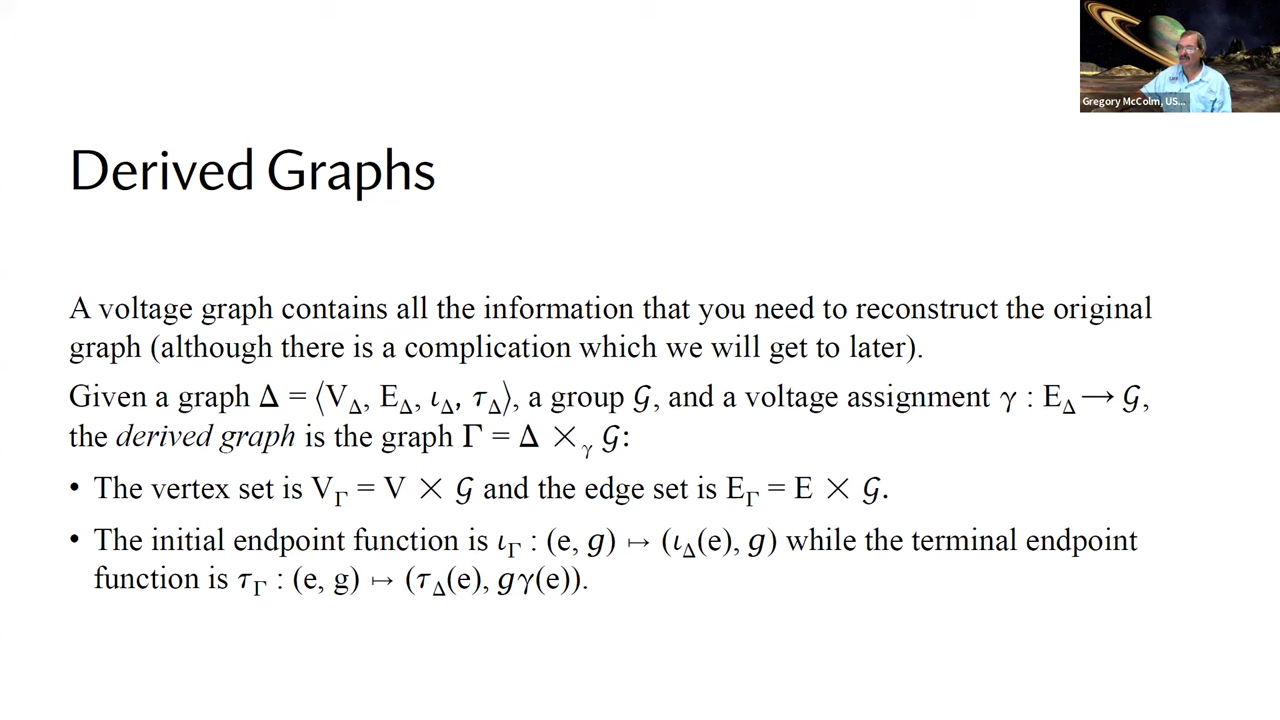 Gregory McColm, US...
Derived Graphs
A voltage graph contains all the information that you need to reconstruct the original
graph (although there is a complication which we will get to later).
Given a graph Δ = ⟨V_Δ, E_Δ, ι_Δ, τ_Δ⟩, a group 𝒢, and a voltage assignment γ : E_Δ ⟶ 𝒢,
the derived graph is the graph Γ = Δ ×_γ 𝒢:
• The vertex set is V_Γ = V × 𝒢 and the edge set is E_Γ = E × 𝒢.
• The initial endpoint function is ι_Γ : (e, g) ↦ (ι_Δ(e), g) while the terminal endpoint
function is τ_Γ : (e, g) ↦ (τ_Δ(e), gγ(e)).